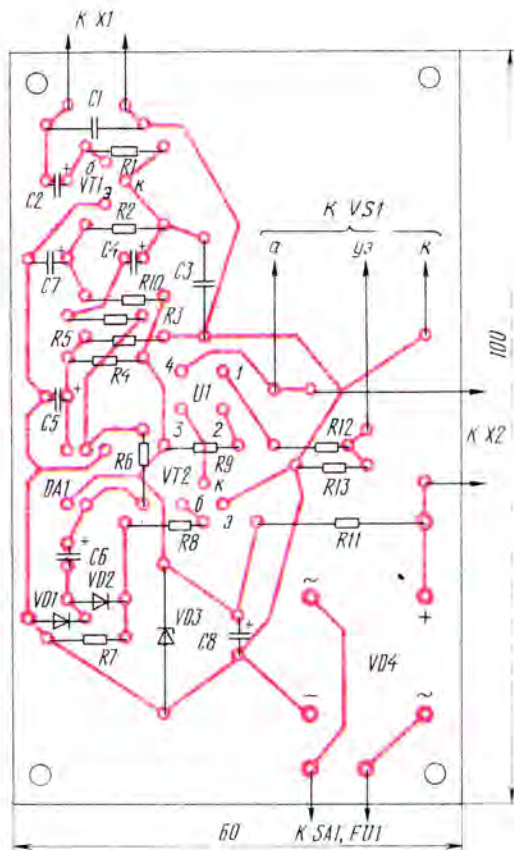 К X1
C1
R1
б
VT1
к
C2
э
R2
К VS1
C4
а
уэ
к
C7
C3
R10
R3
R5
R4
4
1
U1
C5
100
3
2
R12
К X2
R6
R9
VT2
R13
к
DA1
б
э
R8
R11
C6
VD2
VD1
VD3
C8
R7
~
+
VD4
–
~
60
К SA1, FU1